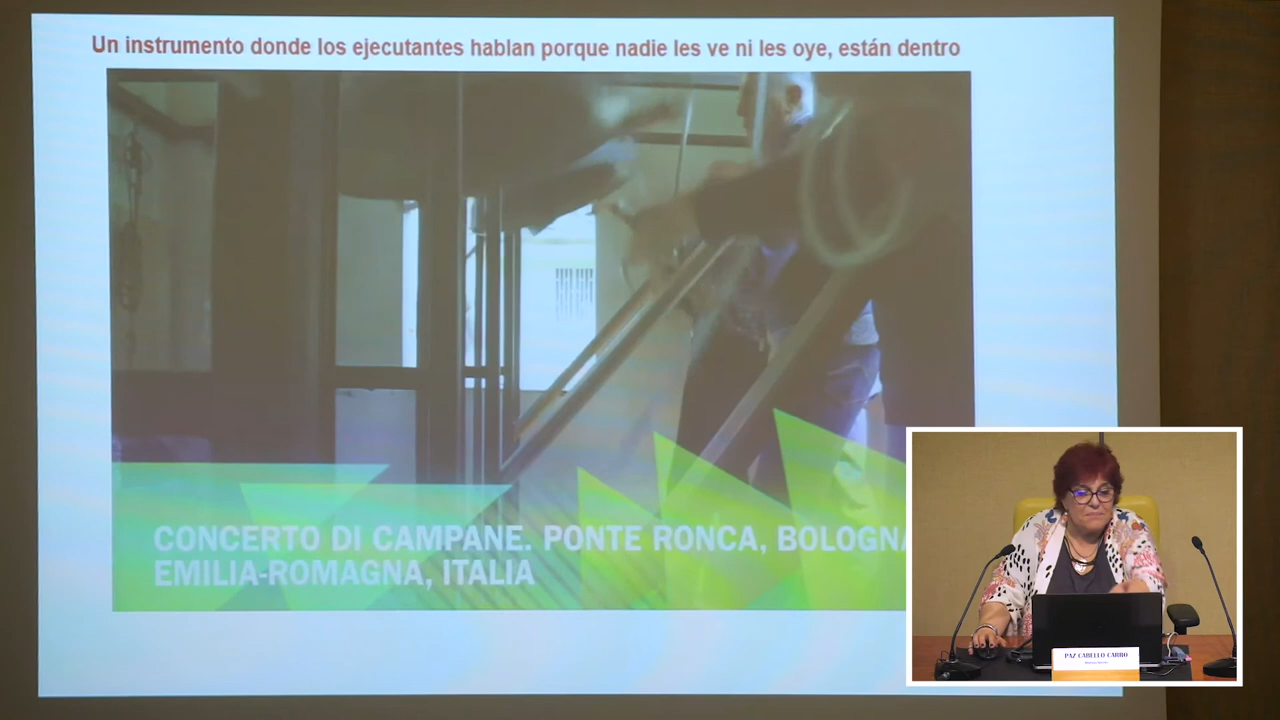 Un instrumento donde los ejecutantes hablan porque nadie les ve ni les oye, están dentro
CONCERTO DI CAMPANE. PONTE RONCA, BOLOGNA
EMILIA-ROMAGNA, ITALIA
PAZ CABELLO CARRO